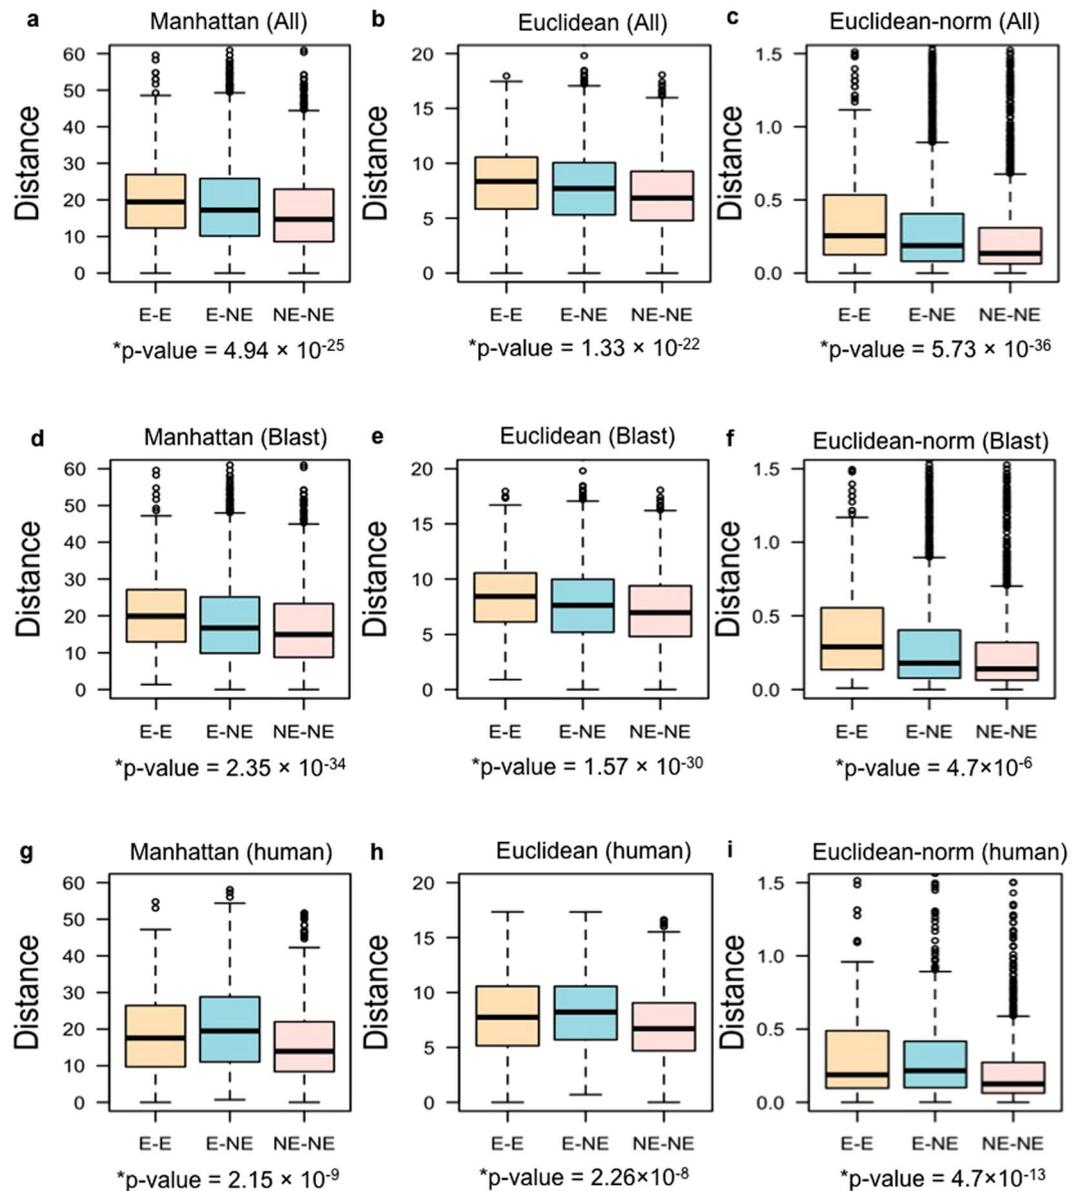 a Manhattan (All) b Euclidean (All) c Euclidean-norm (All)
Distance Distance Distance
60 50 40 30 20 10 0
20 15 10 5 0
1.5 1.0 0.5 0.0
E-E E-NE NE-NE E-E E-NE NE-NE E-E E-NE NE-NE
*p-value = 4.94 × 10-25 *p-value = 1.33 × 10-22 *p-value = 5.73 × 10-36
d Manhattan (Blast) e Euclidean (Blast) f Euclidean-norm (Blast)
Distance Distance Distance
60 50 40 30 20 10 0
20 15 10 5 0
1.5 1.0 0.5 0.0
E-E E-NE NE-NE E-E E-NE NE-NE E-E E-NE NE-NE
*p-value = 2.35 × 10-34 *p-value = 1.57 × 10-30 *p-value = 4.7×10-6
g Manhattan (human) h Euclidean (human) i Euclidean-norm (human)
Distance Distance Distance
60 50 40 30 20 10 0
20 15 10 5 0
1.5 1.0 0.5 0.0
E-E E-NE NE-NE E-E E-NE NE-NE E-E E-NE NE-NE
*p-value = 2.15 × 10-9 *p-value = 2.26×10-8 *p-value = 4.7×10-13